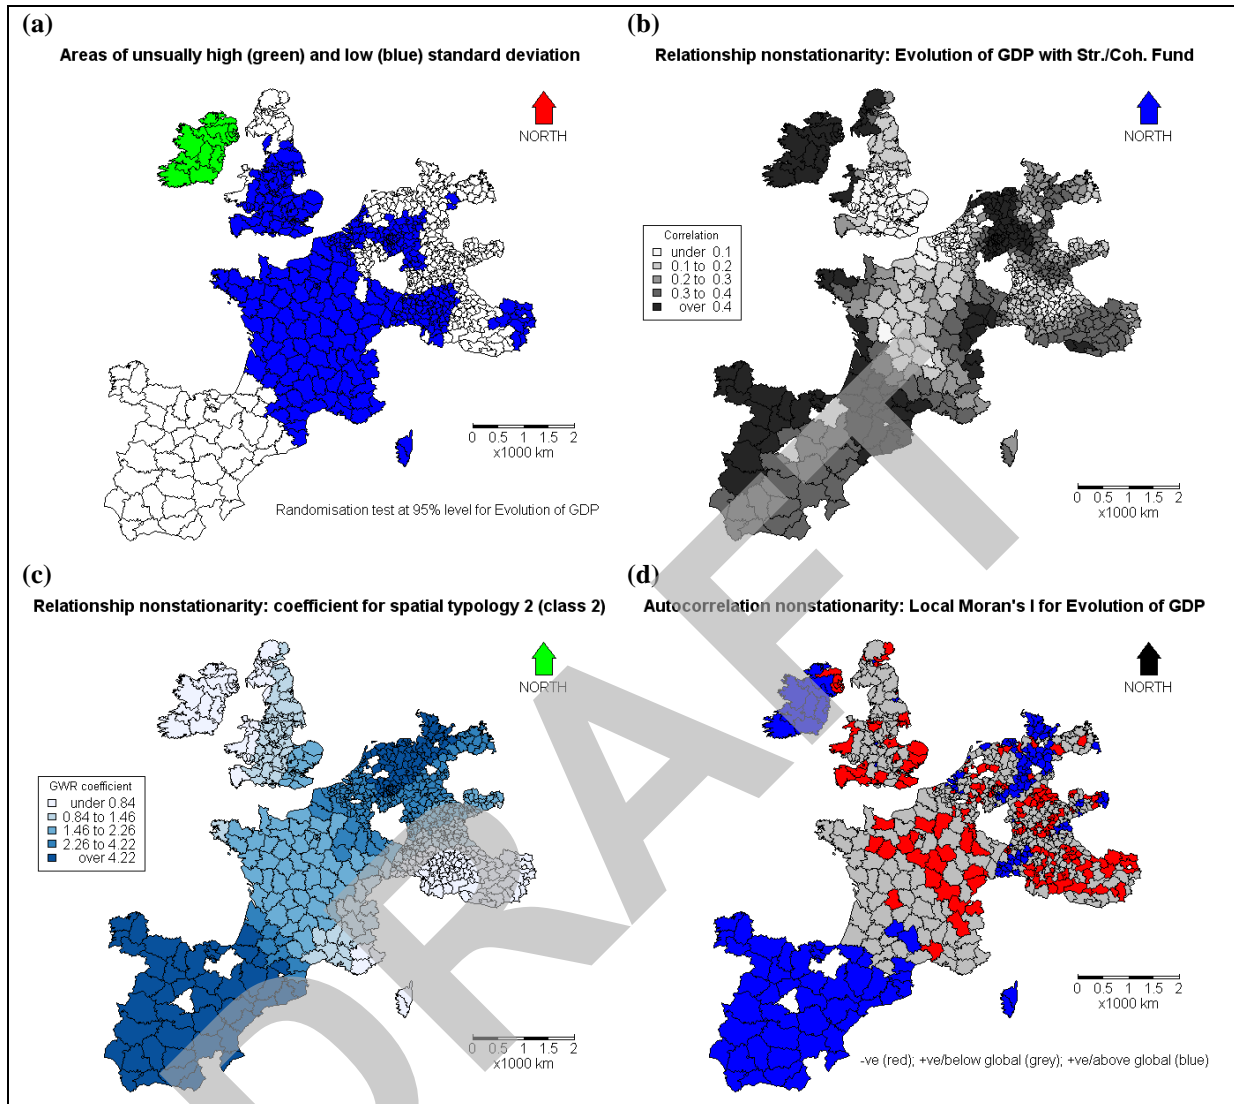 (a)
Areas of unsually high (green) and low (blue) standard deviation
NORTH
0 0.5 1 1.5 2
x1000 km
Randomisation test at 95% level for Evolution of GDP
(b)
Relationship nonstationarity: Evolution of GDP with Str./Coh. Fund
NORTH
Correlation
under 0.1
0.1 to 0.2
0.2 to 0.3
0.3 to 0.4
over 0.4
0 0.5 1 1.5 2
x1000 km
(c)
Relationship nonstationarity: coefficient for spatial typology 2 (class 2)
NORTH
GWR coefficient
under 0.84
0.84 to 1.46
1.46 to 2.26
2.26 to 4.22
over 4.22
0 0.5 1 1.5 2
x1000 km
(d)
Autocorrelation nonstationarity: Local Moran's I for Evolution of GDP
NORTH
0 0.5 1 1.5 2
x1000 km
-ve (red); +ve/below global (grey); +ve/above global (blue)
DRAFT